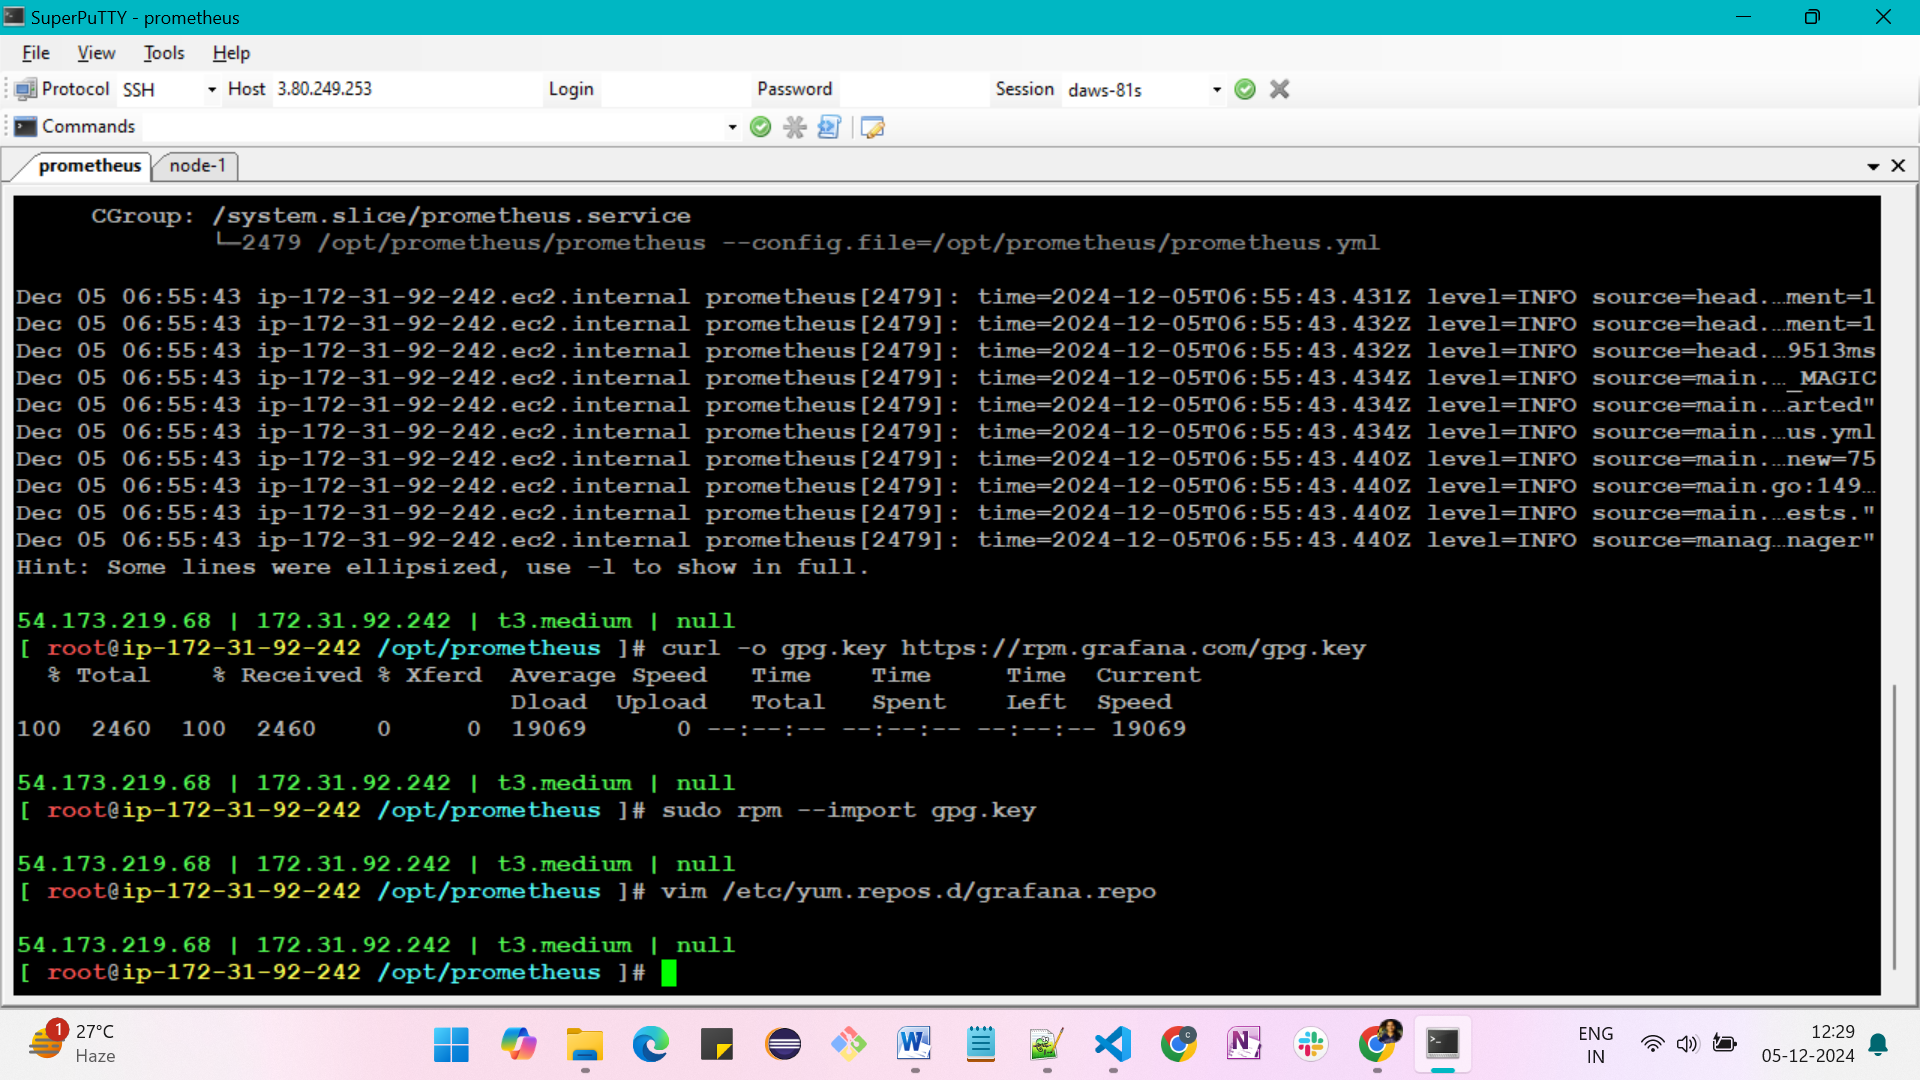 SuperPuTTY - prometheus
File View Tools Help
Protocol SSH Host 3.80.249.253 Login Password Session daws-81s
Commands
prometheus node-1
CGroup: /system.slice/prometheus.service
└─2479 /opt/prometheus/prometheus --config.file=/opt/prometheus/prometheus.yml
Dec 05 06:55:43 ip-172-31-92-242.ec2.internal prometheus[2479]: time=2024-12-05T06:55:43.431Z level=INFO source=head.…ment=1
Dec 05 06:55:43 ip-172-31-92-242.ec2.internal prometheus[2479]: time=2024-12-05T06:55:43.432Z level=INFO source=head.…ment=1
Dec 05 06:55:43 ip-172-31-92-242.ec2.internal prometheus[2479]: time=2024-12-05T06:55:43.432Z level=INFO source=head.…9513ms
Dec 05 06:55:43 ip-172-31-92-242.ec2.internal prometheus[2479]: time=2024-12-05T06:55:43.434Z level=INFO source=main.…_MAGIC
Dec 05 06:55:43 ip-172-31-92-242.ec2.internal prometheus[2479]: time=2024-12-05T06:55:43.434Z level=INFO source=main.…arted"
Dec 05 06:55:43 ip-172-31-92-242.ec2.internal prometheus[2479]: time=2024-12-05T06:55:43.434Z level=INFO source=main.…us.yml
Dec 05 06:55:43 ip-172-31-92-242.ec2.internal prometheus[2479]: time=2024-12-05T06:55:43.440Z level=INFO source=main.…new=75
Dec 05 06:55:43 ip-172-31-92-242.ec2.internal prometheus[2479]: time=2024-12-05T06:55:43.440Z level=INFO source=main.go:149…
Dec 05 06:55:43 ip-172-31-92-242.ec2.internal prometheus[2479]: time=2024-12-05T06:55:43.440Z level=INFO source=main.…ests."
Dec 05 06:55:43 ip-172-31-92-242.ec2.internal prometheus[2479]: time=2024-12-05T06:55:43.440Z level=INFO source=manag…nager"
Hint: Some lines were ellipsized, use -l to show in full.
54.173.219.68 | 172.31.92.242 | t3.medium | null
[ root@ip-172-31-92-242 /opt/prometheus ]# curl -o gpg.key https://rpm.grafana.com/gpg.key
% Total % Received % Xferd Average Speed Time Time Time Current
Dload Upload Total Spent Left Speed
100 2460 100 2460 0 0 19069 0 --:--:-- --:--:-- --:--:-- 19069
54.173.219.68 | 172.31.92.242 | t3.medium | null
[ root@ip-172-31-92-242 /opt/prometheus ]# sudo rpm --import gpg.key
54.173.219.68 | 172.31.92.242 | t3.medium | null
[ root@ip-172-31-92-242 /opt/prometheus ]# vim /etc/yum.repos.d/grafana.repo
54.173.219.68 | 172.31.92.242 | t3.medium | null
[ root@ip-172-31-92-242 /opt/prometheus ]#
1 27°C
Haze
ENG
IN
12:29
05-12-2024